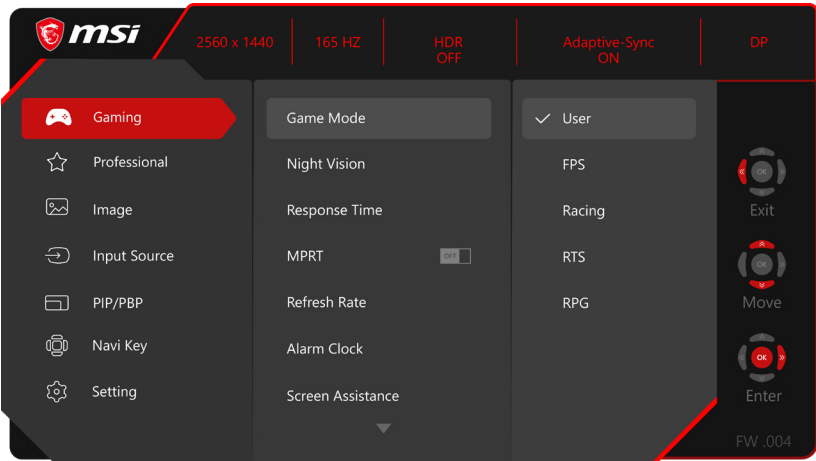 msi
2560 x 1440
165 HZ
HDR
OFF
Adaptive-Sync
ON
DP
Gaming
Professional
Image
Input Source
PIP/PBP
Navi Key
Setting
Game Mode
Night Vision
Response Time
MPRT
OFF
Refresh Rate
Alarm Clock
Screen Assistance
User
FPS
Racing
RTS
RPG
OK
Exit
OK
Move
OK
Enter
FW .004